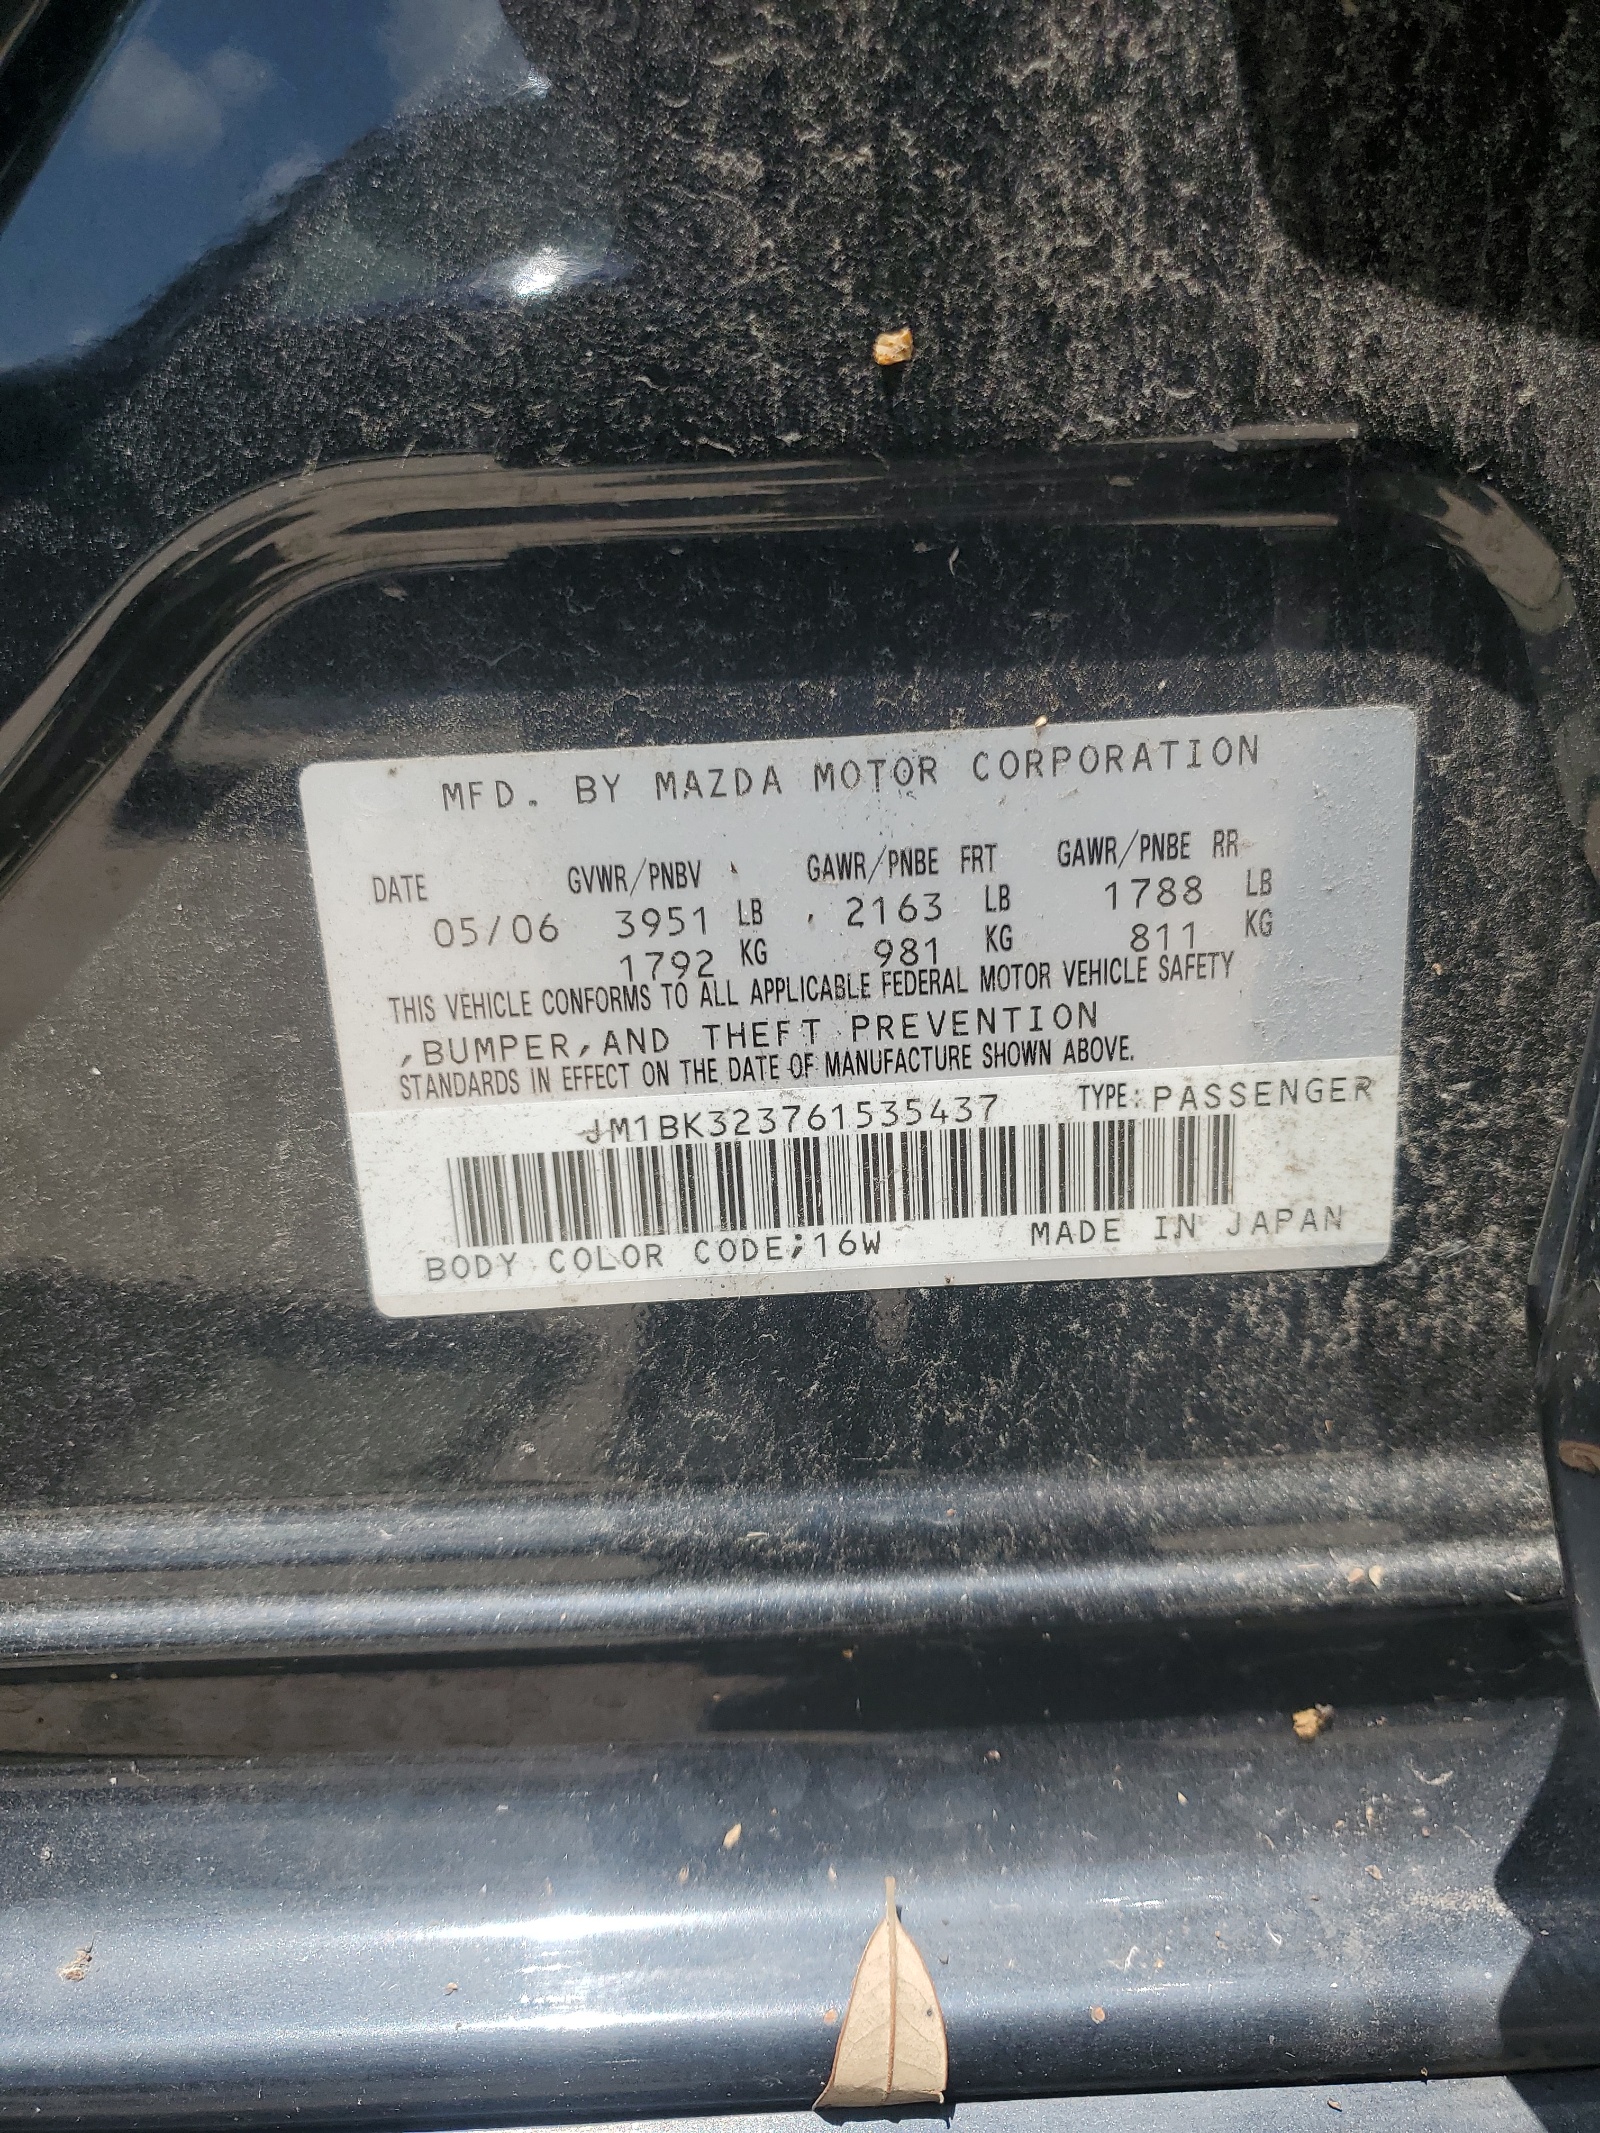 MFD. BY MAZDA MOTOR CORPORATION
DATE GVWR/PNBV GAWR/PNBE FRT GAWR/PNBE RR
05/06 3951 LB 2163 LB 1788 LB
1792 KG 981 KG 811 KG
THIS VEHICLE CONFORMS TO ALL APPLICABLE FEDERAL MOTOR VEHICLE SAFETY
,BUMPER,AND THEFT PREVENTION
STANDARDS IN EFFECT ON THE DATE OF MANUFACTURE SHOWN ABOVE.
JM1BK323761535437 TYPE: PASSENGER
BODY COLOR CODE;16W MADE IN JAPAN